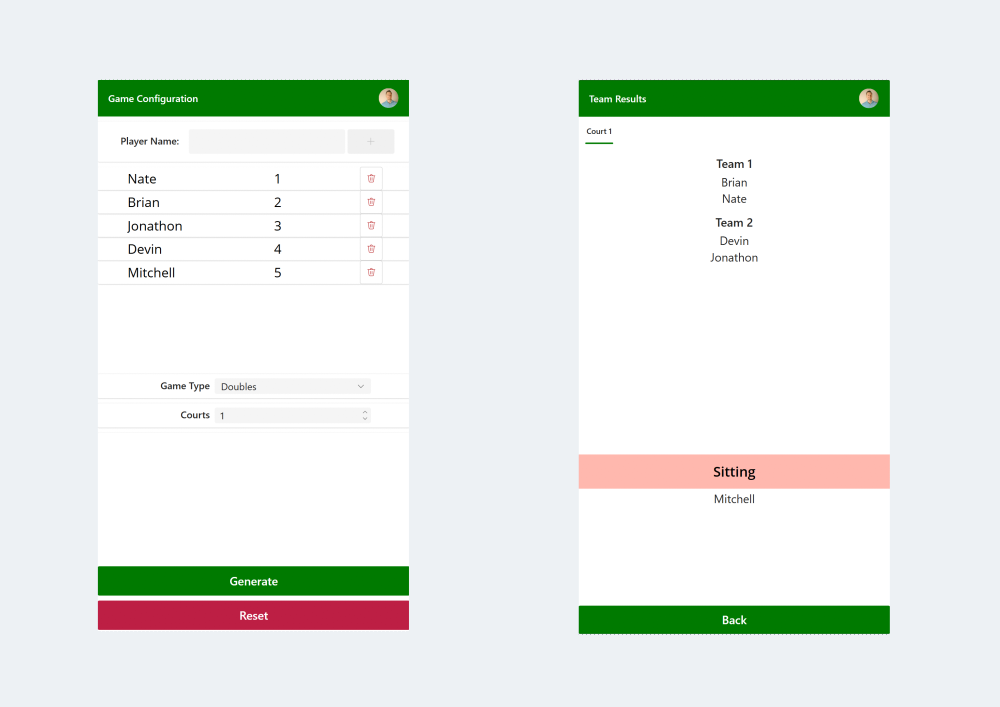 Game Configuration
Player Name:
+
Nate 1
Brian 2
Jonathon 3
Devin 4
Mitchell 5
Game Type Doubles
Courts 1
Generate
Reset
Team Results
Court 1
Team 1
Brian
Nate
Team 2
Devin
Jonathon
Sitting
Mitchell
Back